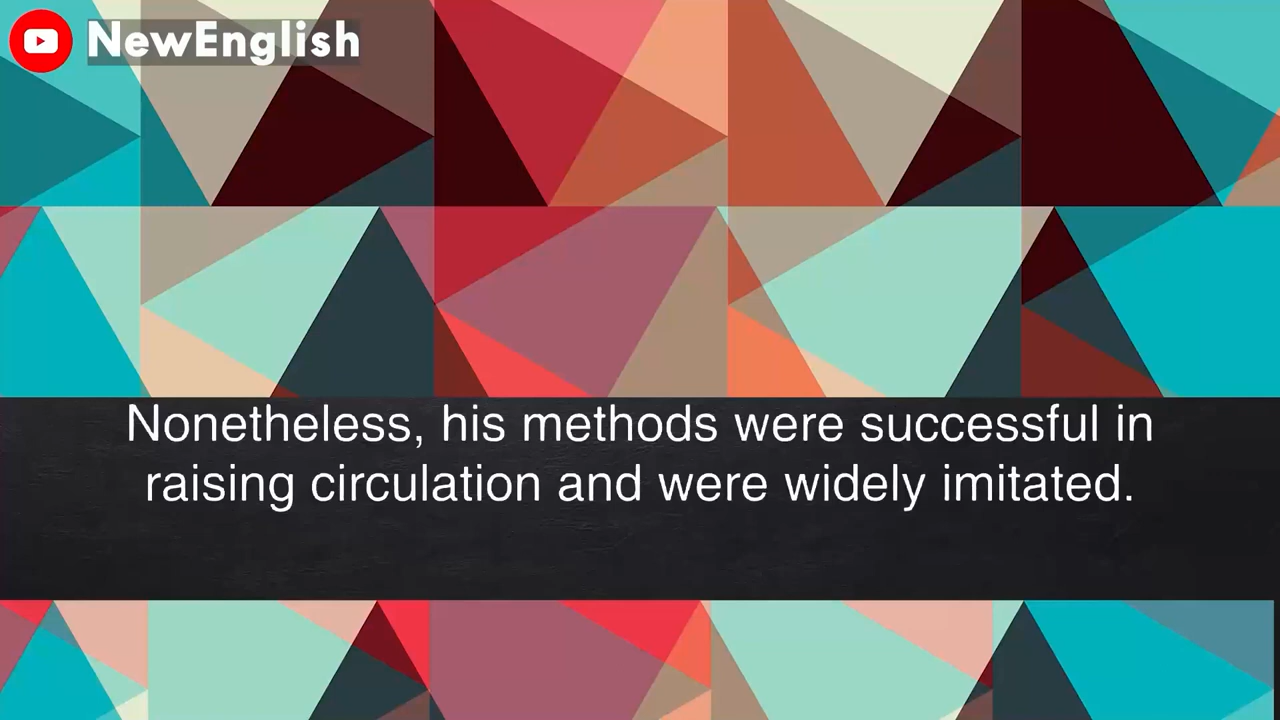 NewEnglish
Nonetheless, his methods were successful in
raising circulation and were widely imitated.